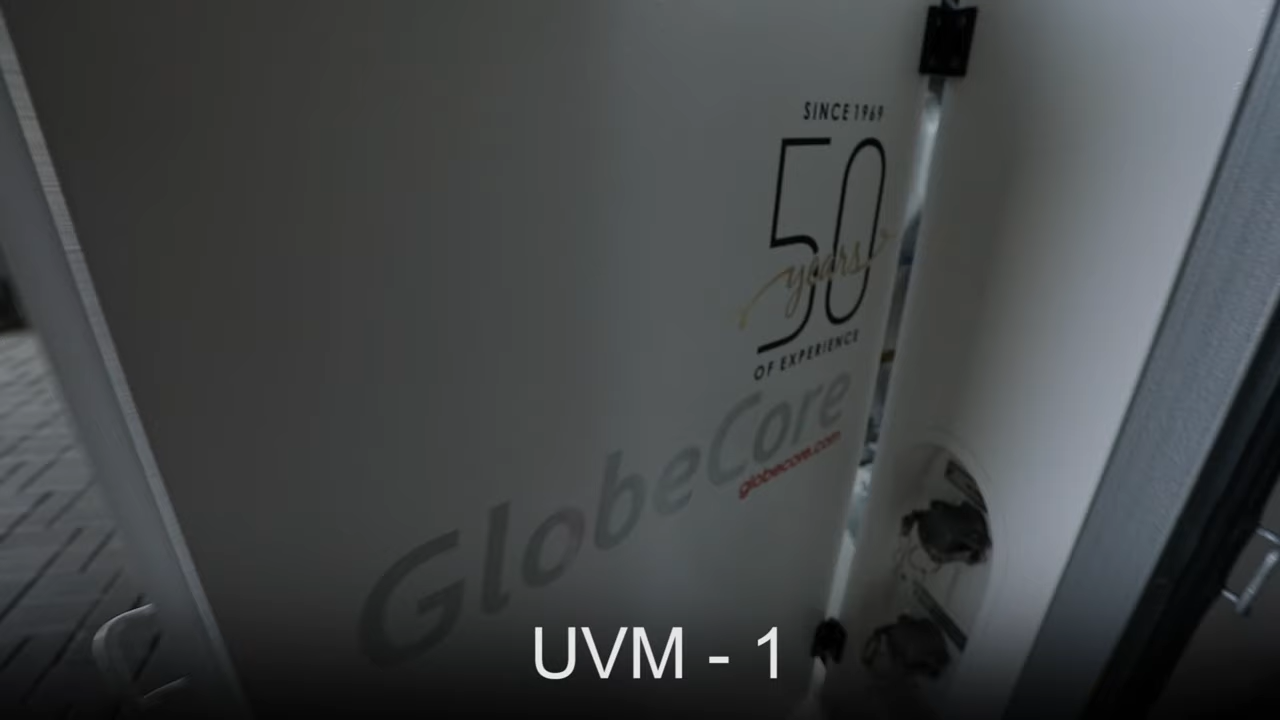 SINCE 1969
50
years
OF EXPERIENCE
GlobeCore
globecore.com
UVM - 1